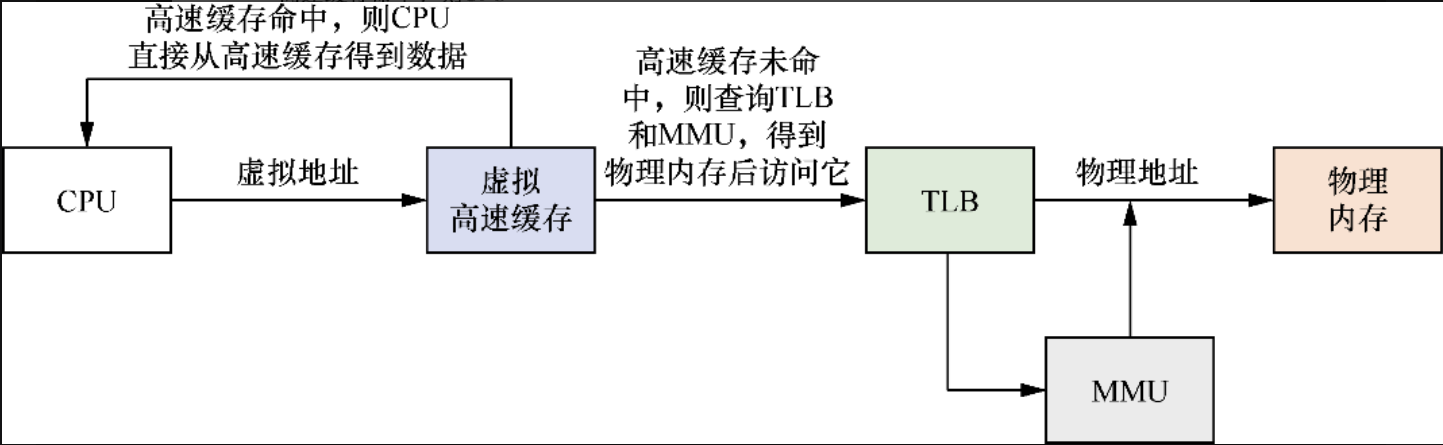 高速缓存命中，则CPU
直接从高速缓存得到数据
高速缓存未命
中，则查询TLB
和MMU，得到
物理内存后访问它
CPU
虚拟地址
虚拟
高速缓存
TLB
物理地址
物理
内存
MMU